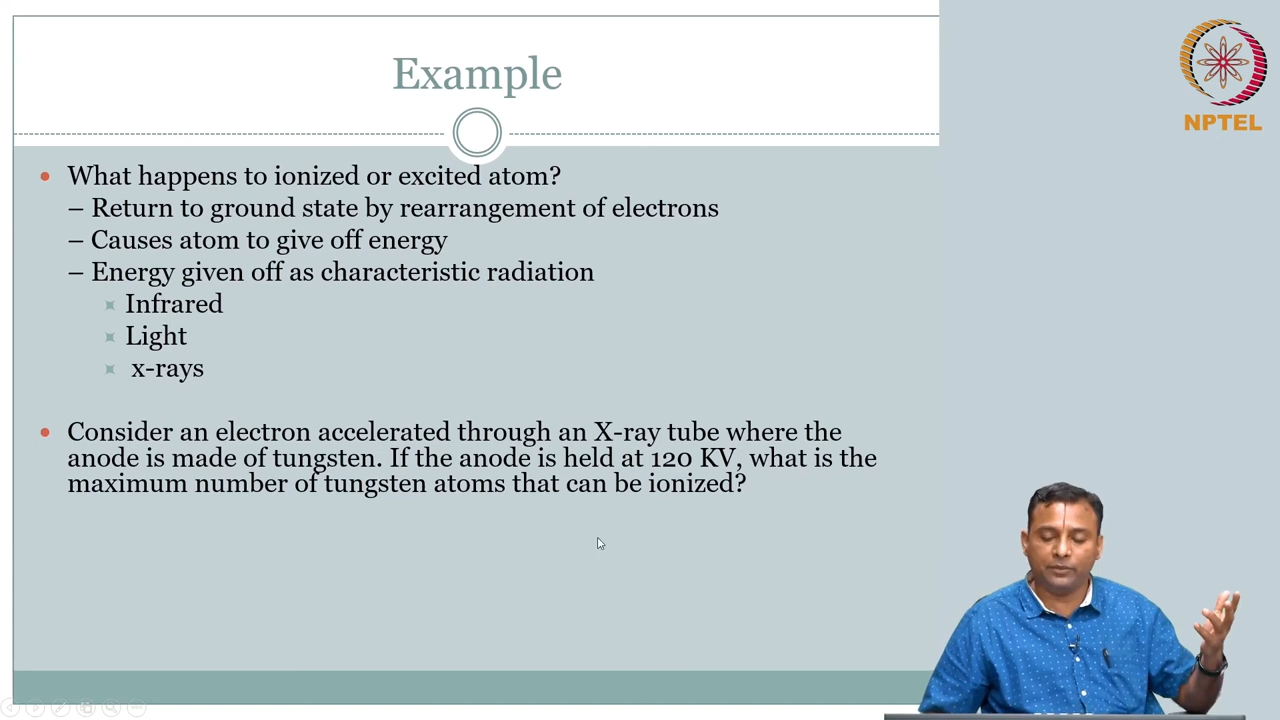 Example
NPTEL
• What happens to ionized or excited atom?
– Return to ground state by rearrangement of electrons
– Causes atom to give off energy
– Energy given off as characteristic radiation
Infrared
Light
x-rays
• Consider an electron accelerated through an X-ray tube where the
anode is made of tungsten. If the anode is held at 120 KV, what is the
maximum number of tungsten atoms that can be ionized?